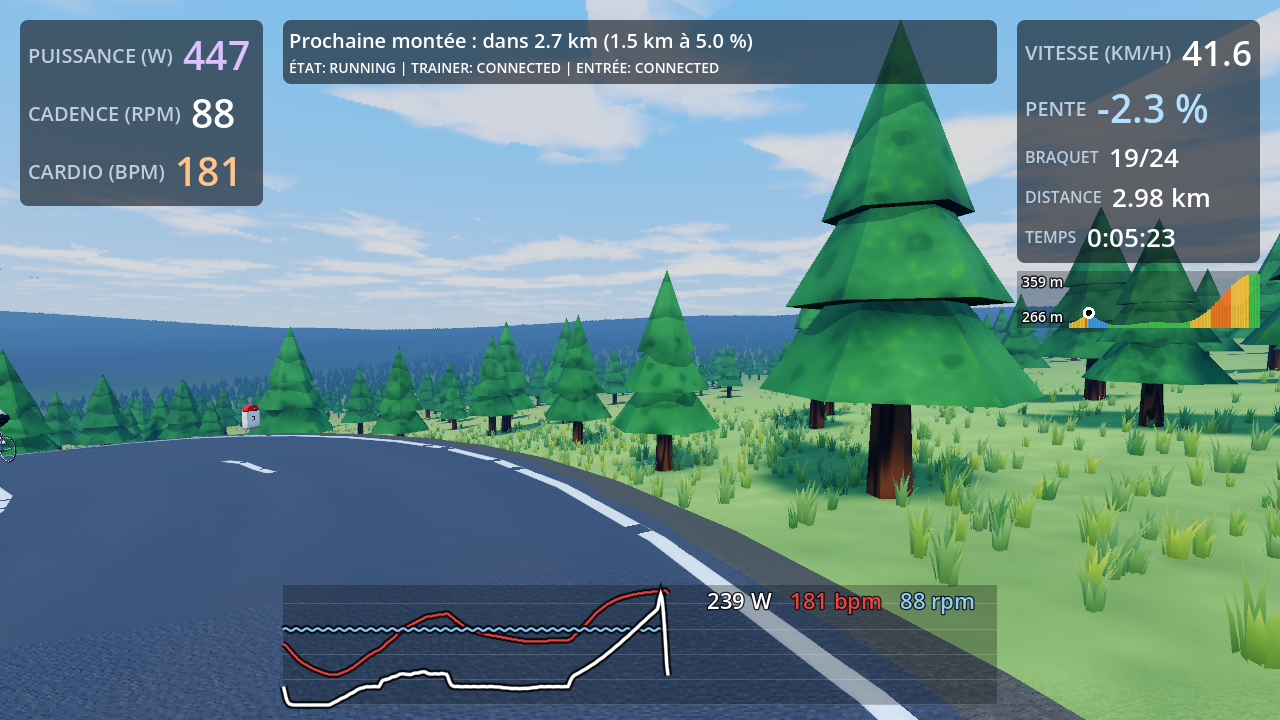 PUISSANCE (W) 447
CADENCE (RPM) 88
CARDIO (BPM) 181
Prochaine montée : dans 2.7 km (1.5 km à 5.0 %)
ÉTAT: RUNNING | TRAINER: CONNECTED | ENTRÉE: CONNECTED
VITESSE (KM/H) 41.6
PENTE -2.3 %
BRAQUET 19/24
DISTANCE 2.98 km
TEMPS 0:05:23
359 m
266 m
3
239 W 181 bpm 88 rpm